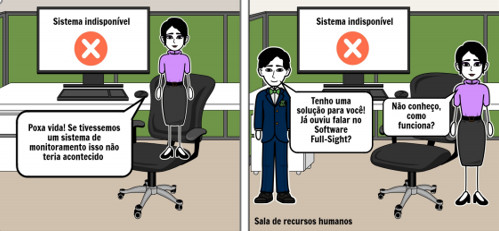 Sistema indisponível
Poxa vida! Se tivessemos
um sistema de
monitoramento isso não
teria acontecido
Sistema indisponível
Tenho uma
solução para você!
Já ouviu falar no
Software
Full-Sight?
Não conheço,
como
funciona?
Sala de recursos humanos